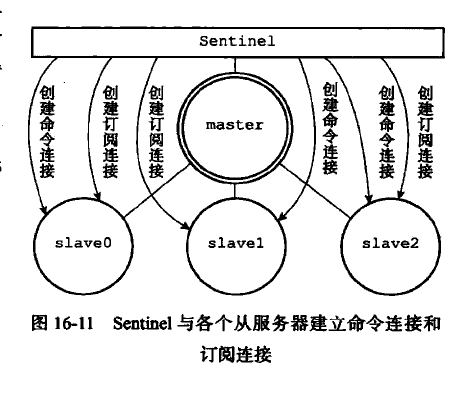 Sentinel
创建命令连接
创建订阅连接
创建订阅连接
创建命令连接
创建命令连接
创建订阅连接
master
slave0
slave1
slave2
图 16-11 Sentinel 与各个从服务器建立命令连接和
订阅连接